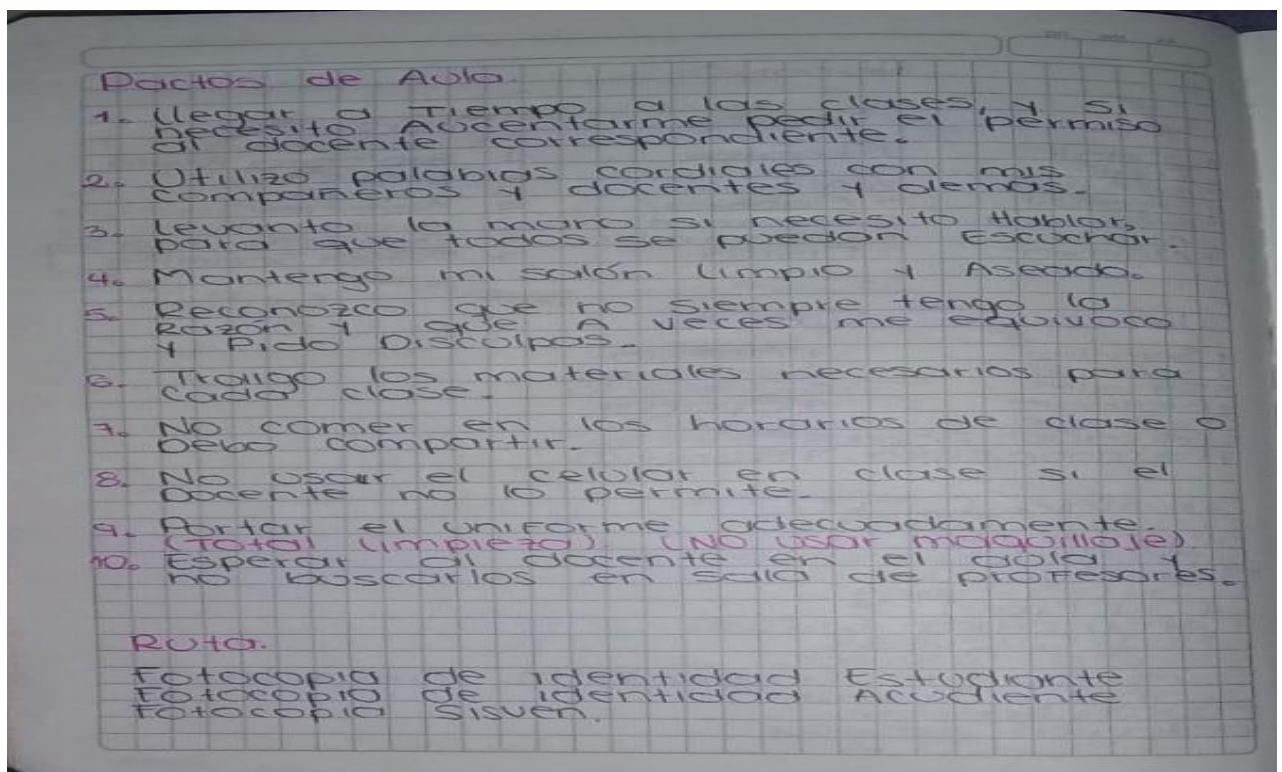 Pactos de Aula.
1. Llegar a Tiempo a las clases, y si
necesito Aucentarme pedir el permiso
al docente correspondiente.
2. Utilizo palabras cordiales con mis
compañeros y docentes y demás.
3. Levanto la mano si necesito Hablar,
para que todos se puedan Escuchar.
4. Mantengo mi salón Limpio y Aseado.
5. Reconozco que no siempre tengo la
Razón y que A veces me equivoco
y Pido Disculpas.
6. Traigo los materiales necesarios para
cada clase.
7. No comer en los horarios de clase o
Debo compartir.
8. No usar el celular en clase si el
Docente no lo permite.
9. Portar el uniforme adecuadamente.
(Total Limpieza) (No usar maquillaje)
10. Esperar al docente en el aula y
no buscarlos en sala de profesores.
Ruta.
Fotocopia de identidad Estudiante
Fotocopia de identidad Acudiente
Fotocopia Sisven.